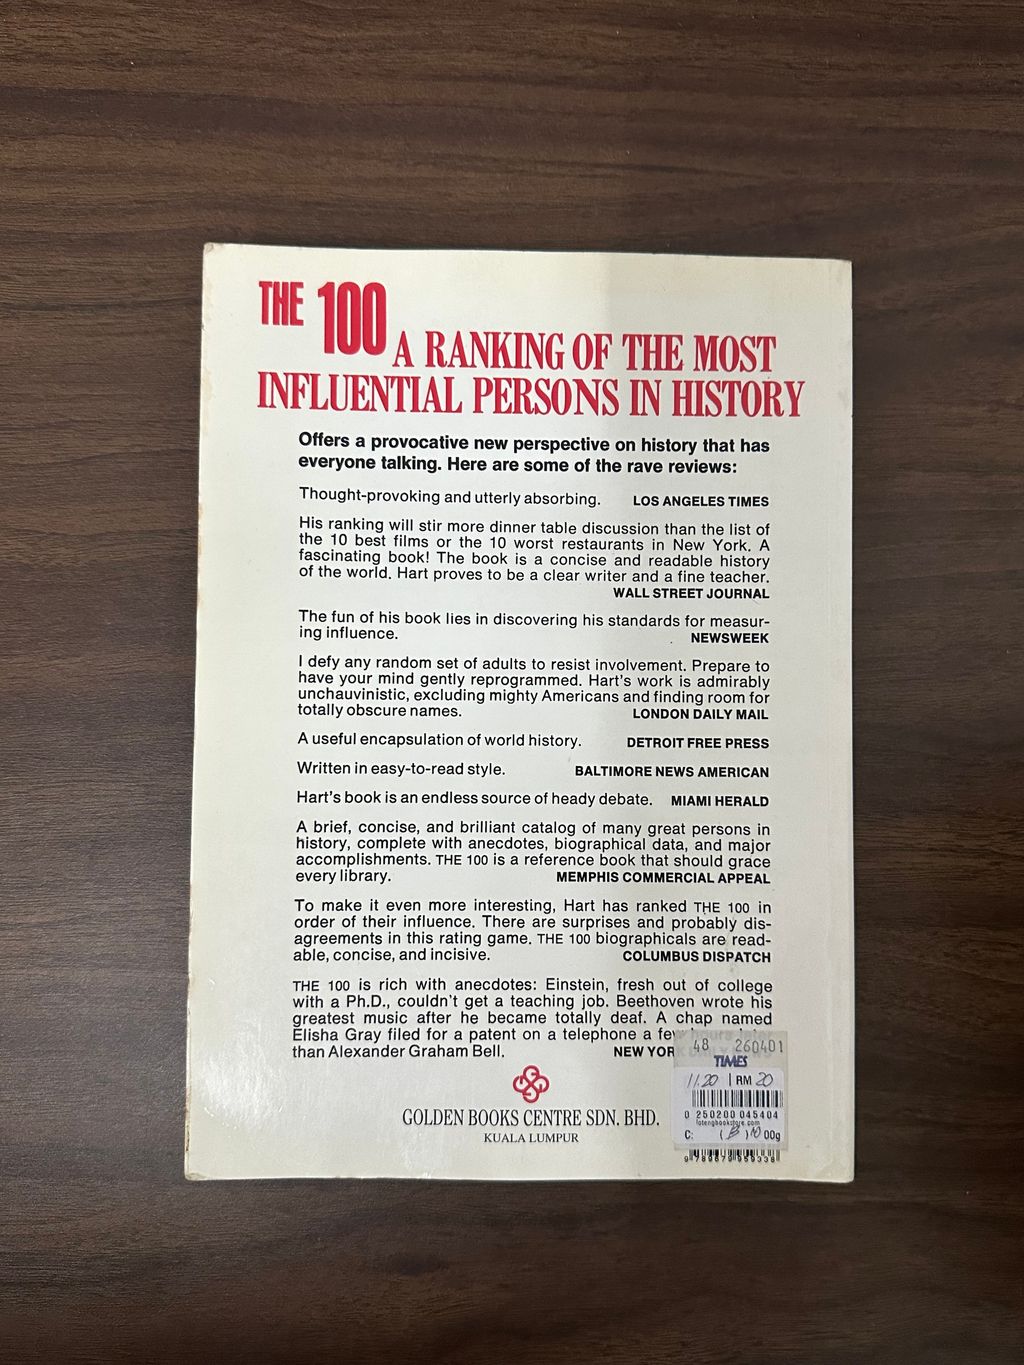 THE 100 A RANKING OF THE MOST
INFLUENTIAL PERSONS IN HISTORY
Offers a provocative new perspective on history that has
everyone talking. Here are some of the rave reviews:
Thought-provoking and utterly absorbing. LOS ANGELES TIMES
His ranking will stir more dinner table discussion than the list of
the 10 best films or the 10 worst restaurants in New York. A
fascinating book! The book is a concise and readable history
of the world. Hart proves to be a clear writer and a fine teacher.
WALL STREET JOURNAL
The fun of his book lies in discovering his standards for measur-
ing influence. NEWSWEEK
I defy any random set of adults to resist involvement. Prepare to
have your mind gently reprogrammed. Hart's work is admirably
unchauvinistic, excluding mighty Americans and finding room for
totally obscure names. LONDON DAILY MAIL
A useful encapsulation of world history. DETROIT FREE PRESS
Written in easy-to-read style. BALTIMORE NEWS AMERICAN
Hart's book is an endless source of heady debate. MIAMI HERALD
A brief, concise, and brilliant catalog of many great persons in
history, complete with anecdotes, biographical data, and major
accomplishments. THE 100 is a reference book that should grace
every library. MEMPHIS COMMERCIAL APPEAL
To make it even more interesting, Hart has ranked THE 100 in
order of their influence. There are surprises and probably dis-
agreements in this rating game. THE 100 biographicals are read-
able, concise, and incisive. COLUMBUS DISPATCH
THE 100 is rich with anecdotes: Einstein, fresh out of college
with a Ph.D., couldn't get a teaching job. Beethoven wrote his
greatest music after he became totally deaf. A chap named
Elisha Gray filed for a patent on a telephone a few hours later
than Alexander Graham Bell. NEW YORK
48 260401
TIMES
11.20 RM 20
0 250200 045404
lotengbookstore.com
C: 00g
9 789679 959338
GOLDEN BOOKS CENTRE SDN. BHD.
KUALA LUMPUR